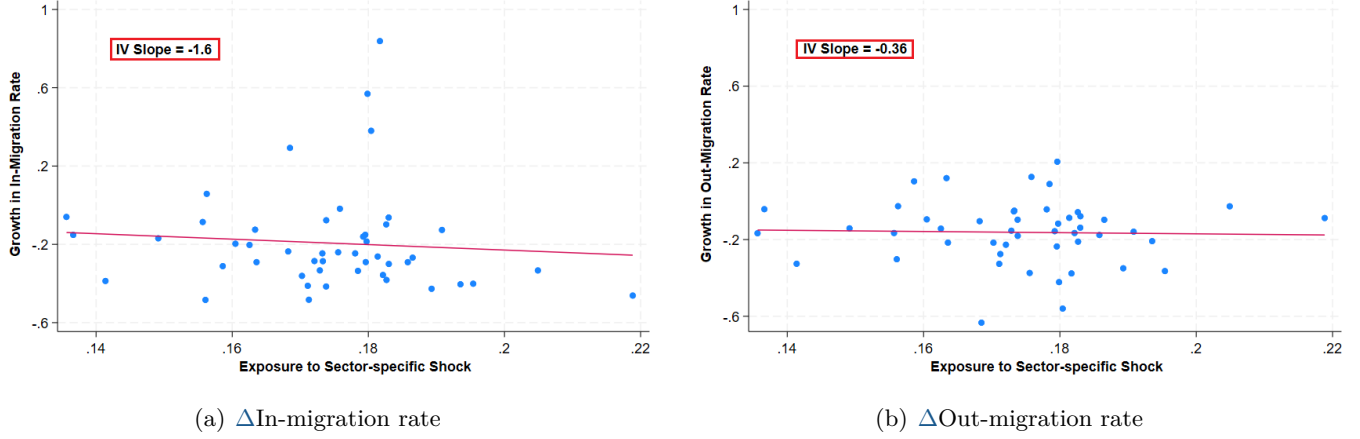 1
.6
.2
-.2
-.6
Growth in In-Migration Rate
IV Slope = -1.6
.14
.16
.18
.2
.22
Exposure to Sector-specific Shock
(a) ΔIn-migration rate
1
.6
.2
-.2
-.6
Growth in Out-Migration Rate
IV Slope = -0.36
.14
.16
.18
.2
.22
Exposure to Sector-specific Shock
(b) ΔOut-migration rate